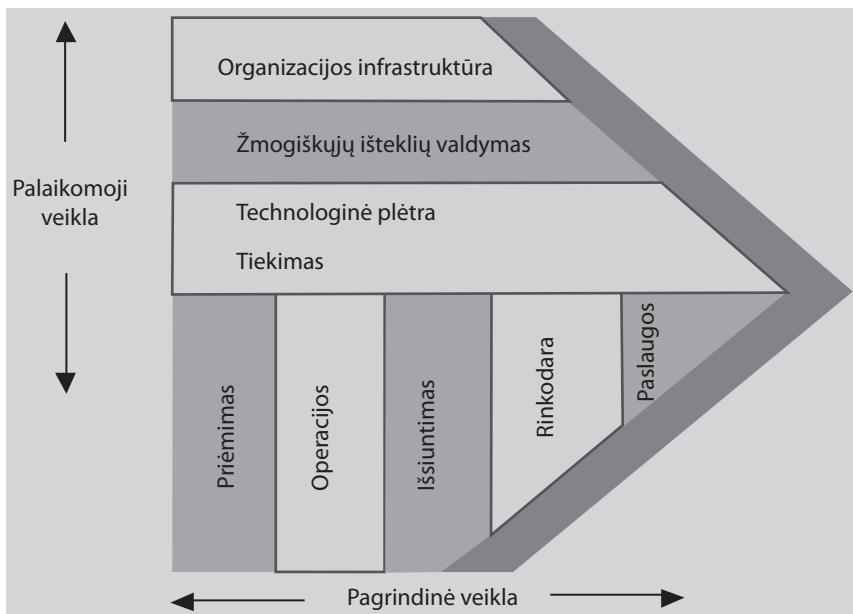 Organizacijos infrastruktūra
Žmogiškųjų išteklių valdymas
Palaikomoji
veikla
Technologinė plėtra
Tiekimas
Priėmimas
Operacijos
Išsiuntimas
Rinkodara
Paslaugos
Pagrindinė veikla